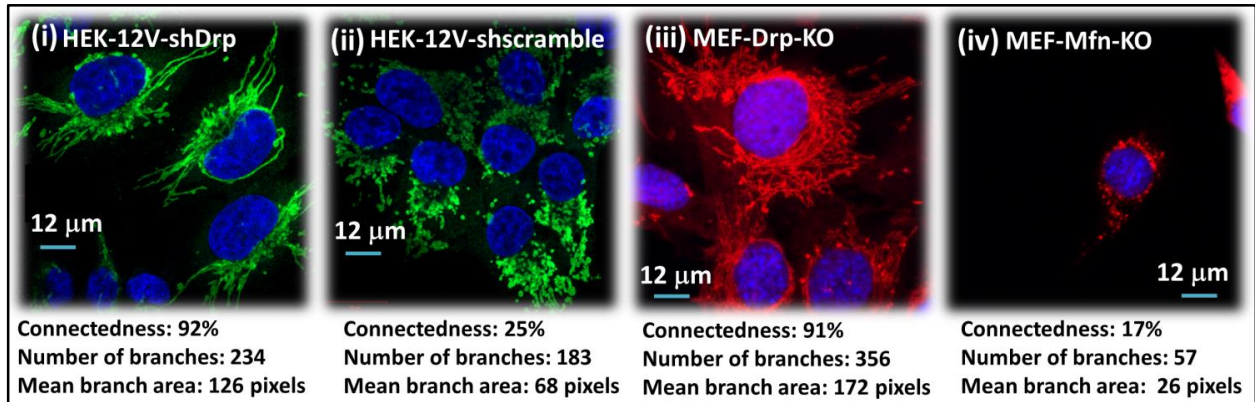 (i) HEK-12V-shDrp
12 μm
Connectedness: 92%
Number of branches: 234
Mean branch area: 126 pixels
(ii) HEK-12V-shscramble
12 μm
Connectedness: 25%
Number of branches: 183
Mean branch area: 68 pixels
(iii) MEF-Drp-KO
12 μm
Connectedness: 91%
Number of branches: 356
Mean branch area: 172 pixels
(iv) MEF-Mfn-KO
12 μm
Connectedness: 17%
Number of branches: 57
Mean branch area: 26 pixels